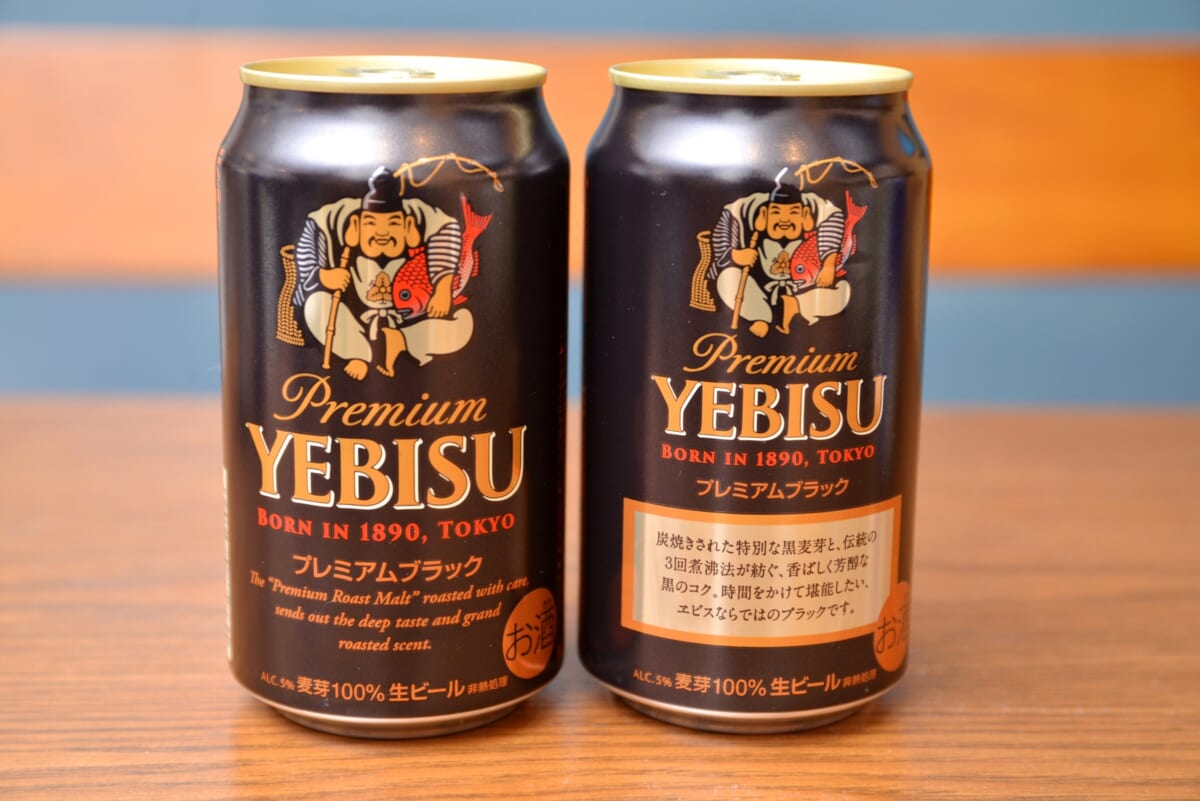 Premium
YEBISU
BORN IN 1890, TOKYO
プレミアムブラック
The "Premium Roast Malt" roasted with care,
sends out the deep taste and grand
roasted scent.
お酒
ALC.5% 麦芽100% 生ビール 非熱処理
Premium
YEBISU
BORN IN 1890, TOKYO
プレミアムブラック
炭焼きされた特別な黒麦芽と、伝統の
3回煮沸法が紡ぐ、香ばしく芳醇な
黒のコク。時間をかけて堪能したい、
ヱビスならではのブラックです。
お酒
ALC.5% 麦芽100% 生ビール 非熱処理